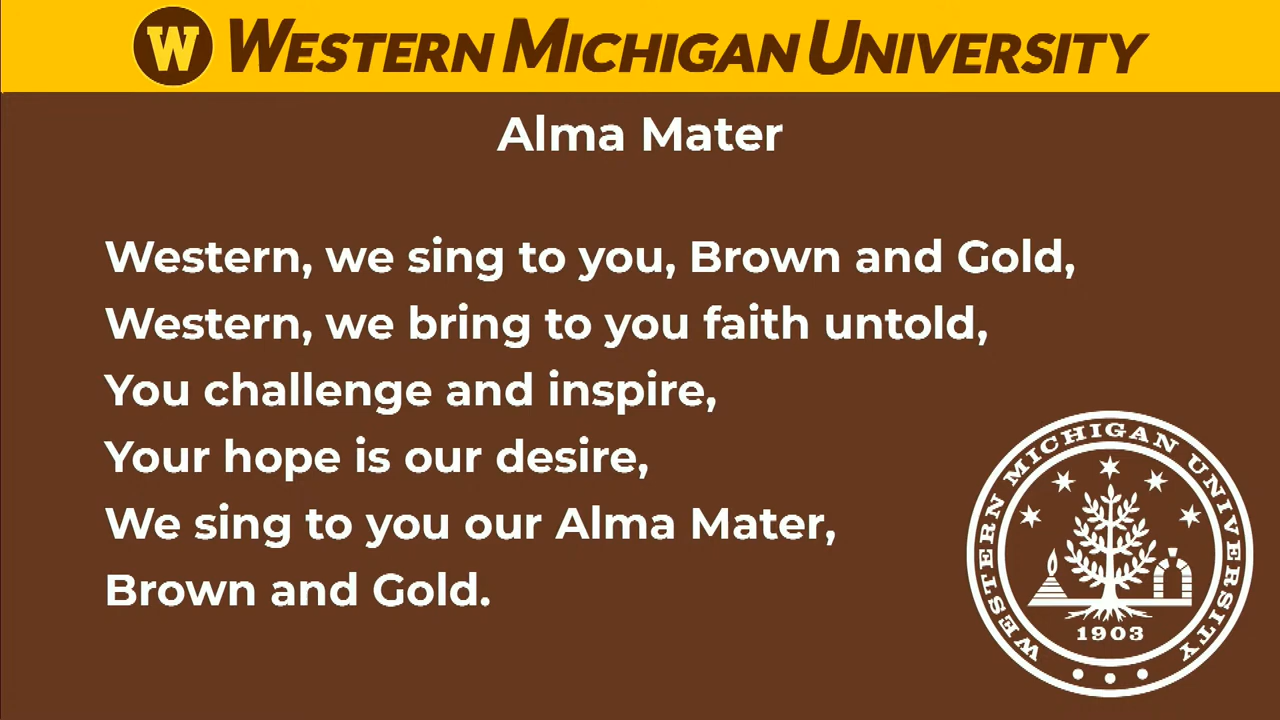 W WESTERN MICHIGAN UNIVERSITY
Alma Mater
Western, we sing to you, Brown and Gold,
Western, we bring to you faith untold,
You challenge and inspire,
Your hope is our desire,
We sing to you our Alma Mater,
Brown and Gold.
WESTERN MICHIGAN UNIVERSITY
1903